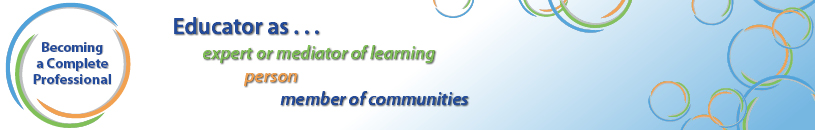 Becoming
a Complete
Professional
Educator as . . .
expert or mediator of learning
person
member of communities